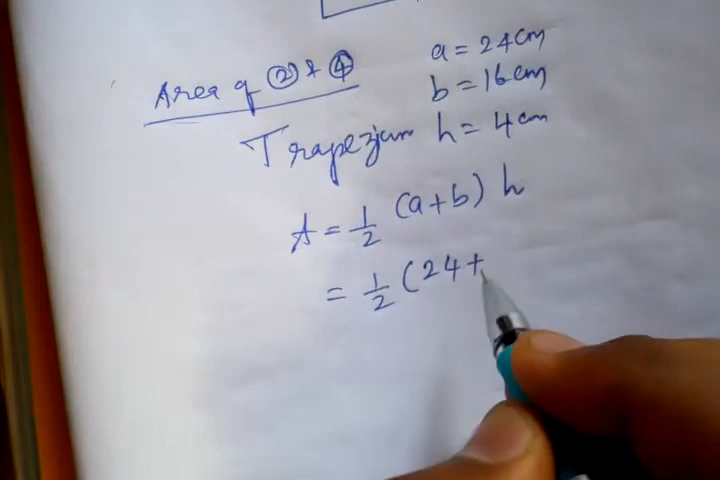 Area of ② & ④
a = 24cm
b = 16cm
Trapezium h = 4cm
A = 1/2 (a+b) h
= 1/2 (24+